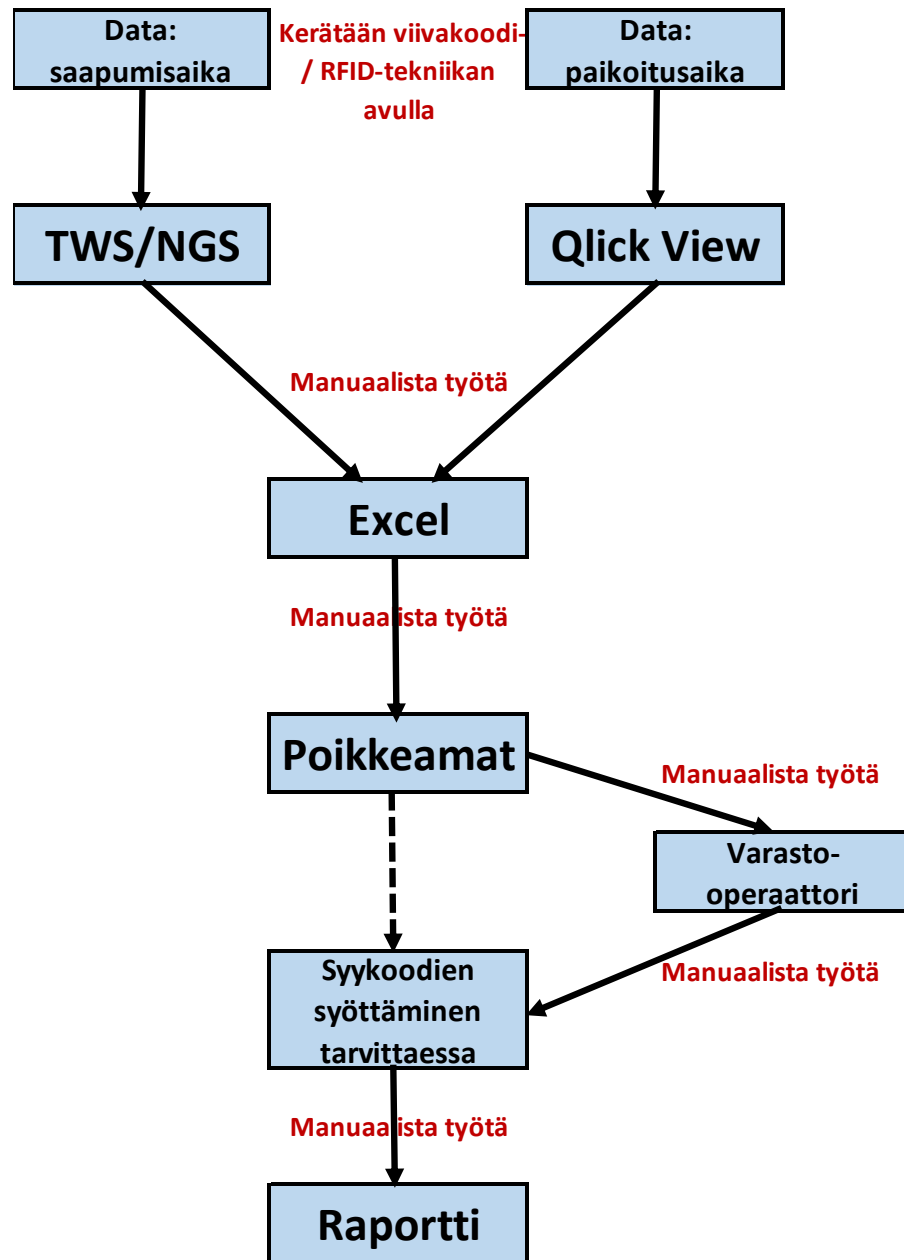 Data:
saapumisaika
Kerätään viivakoodi-
/ RFID-tekniikan
avulla
Data:
paikoitusaika
TWS/NGS
Qlick View
Manuaalista työtä
Excel
Manuaalista työtä
Poikkeamat
Manuaalista työtä
Varasto-
operaattori
Manuaalista työtä
Syykoodien
syöttäminen
tarvittaessa
Manuaalista työtä
Raportti